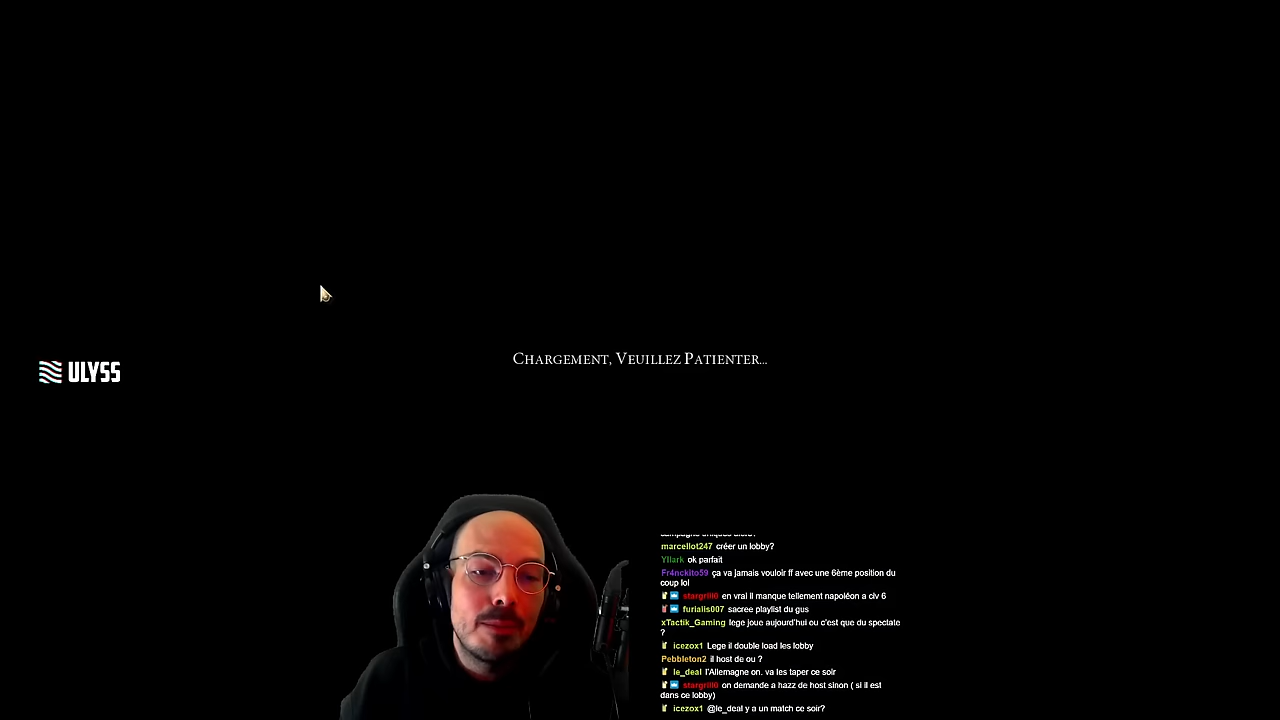 CHARGEMENT, VEUILLEZ PATIENTER...
ULYSS
marcellot247 créer un lobby?
Yllark ok parfait
Fr4nckito59 ça va jamais vouloir ff avec une 6ème position du
coup lol
stargrill0 en vrai il manque tellement napoléon a civ 6
furialis007 sacree playlist du gus
xTactik_Gaming lege joue aujourd'hui ou c'est que du spectate
?
icezox1 Lege il double load les lobby
Pebbleton2 il host de ou ?
le_deal l'Allemagne on. va les taper ce soir
stargrill0 on demande a hazz de host sinon ( si il est
dans ce lobby)
icezox1 @le_deal y a un match ce soir?